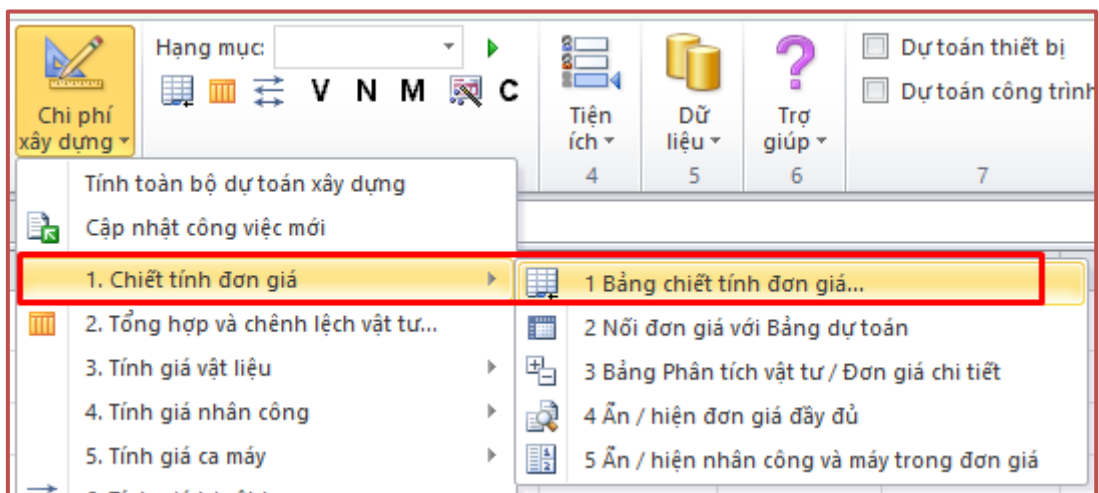 Hạng mục:
V N M C
Chi phí
xây dựng
Tiện
ích
Dữ
liệu
Trợ
giúp
Dự toán thiết bị
Dự toán công trình
4
5
6
7
Tính toàn bộ dự toán xây dựng
Cập nhật công việc mới
1. Chiết tính đơn giá
2. Tổng hợp và chênh lệch vật tư...
3. Tính giá vật liệu
4. Tính giá nhân công
5. Tính giá ca máy
1 Bảng chiết tính đơn giá...
2 Nối đơn giá với Bảng dự toán
3 Bảng Phân tích vật tư / Đơn giá chi tiết
4 Ẩn / hiện đơn giá đầy đủ
5 Ẩn / hiện nhân công và máy trong đơn giá